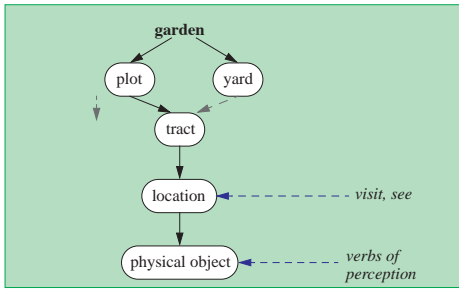 garden
plot
yard
tract
location
visit, see
physical object
verbs of
perception